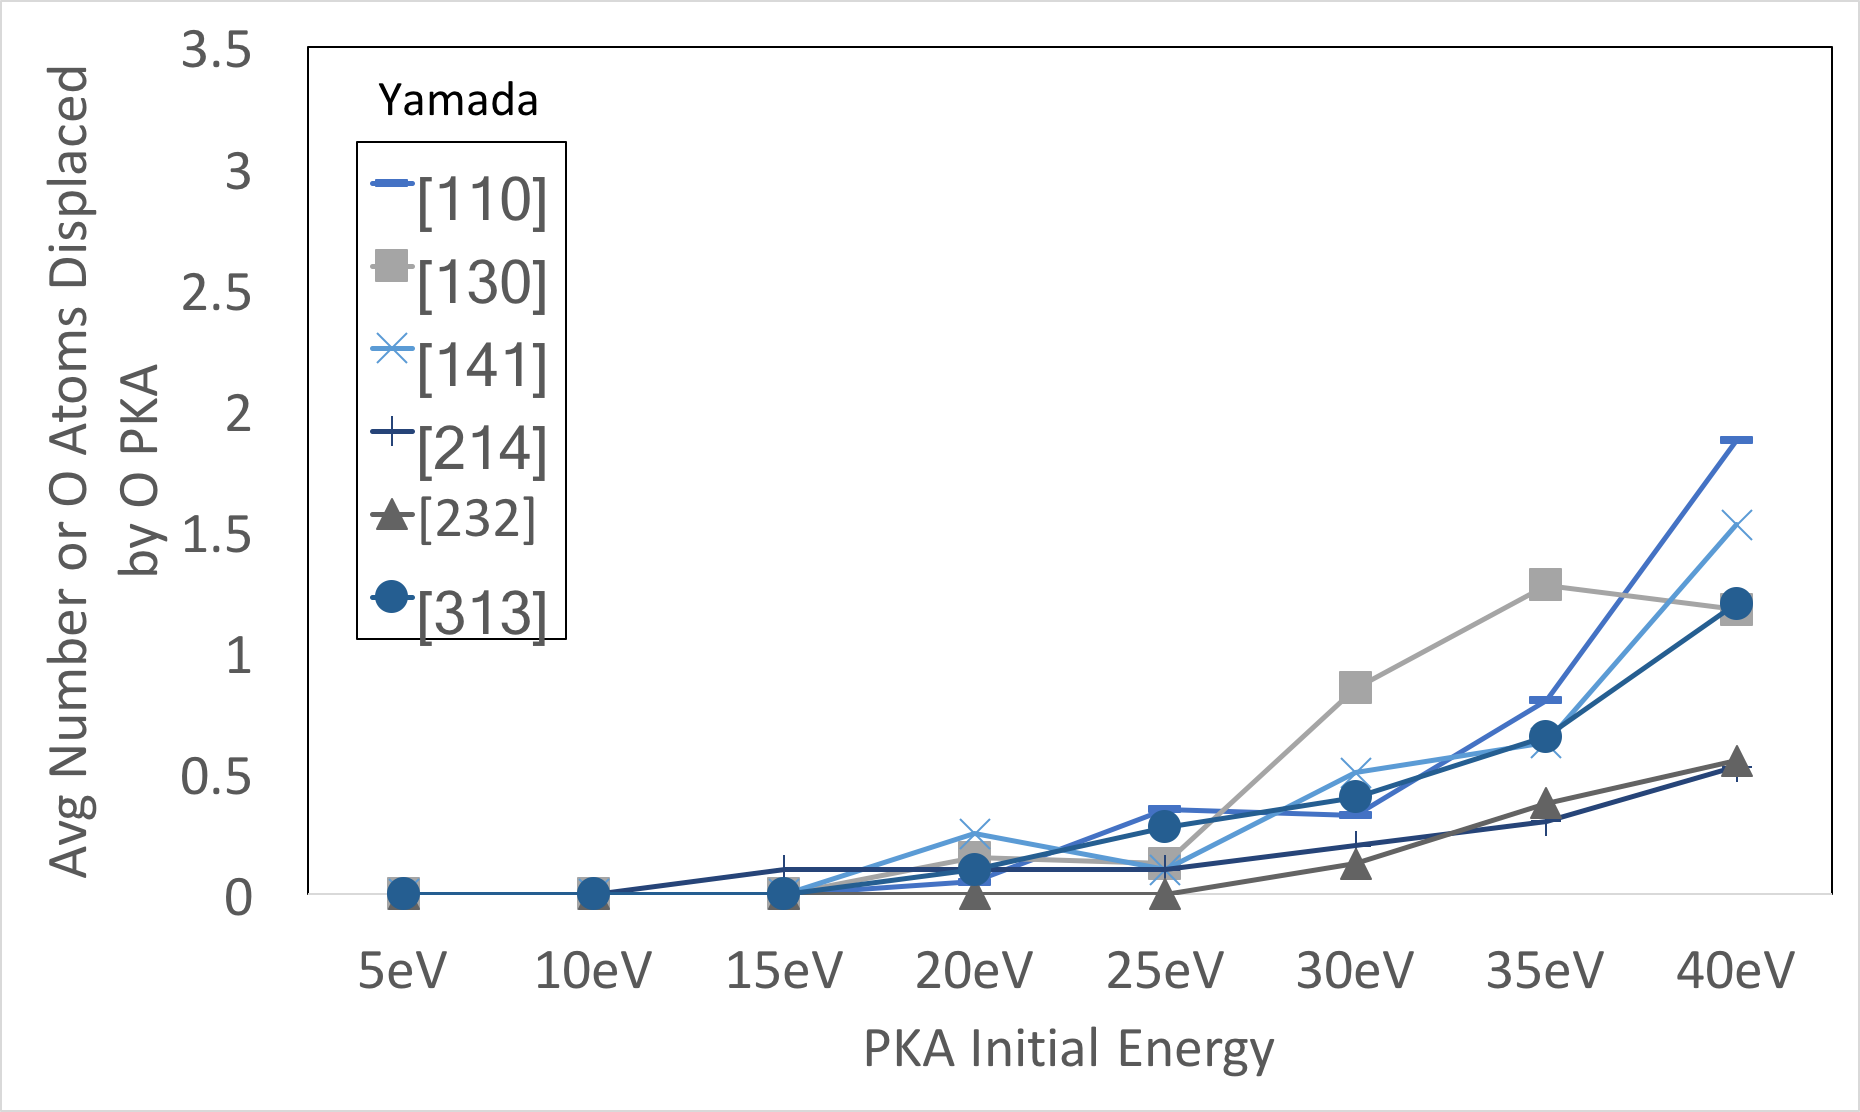 Avg Number or O Atoms Displaced
by O PKA
3.5
3
2.5
2
1.5
1
0.5
0
Yamada
[110]
[130]
[141]
[214]
[232]
[313]
5eV 10eV 15eV 20eV 25eV 30eV 35eV 40eV
PKA Initial Energy